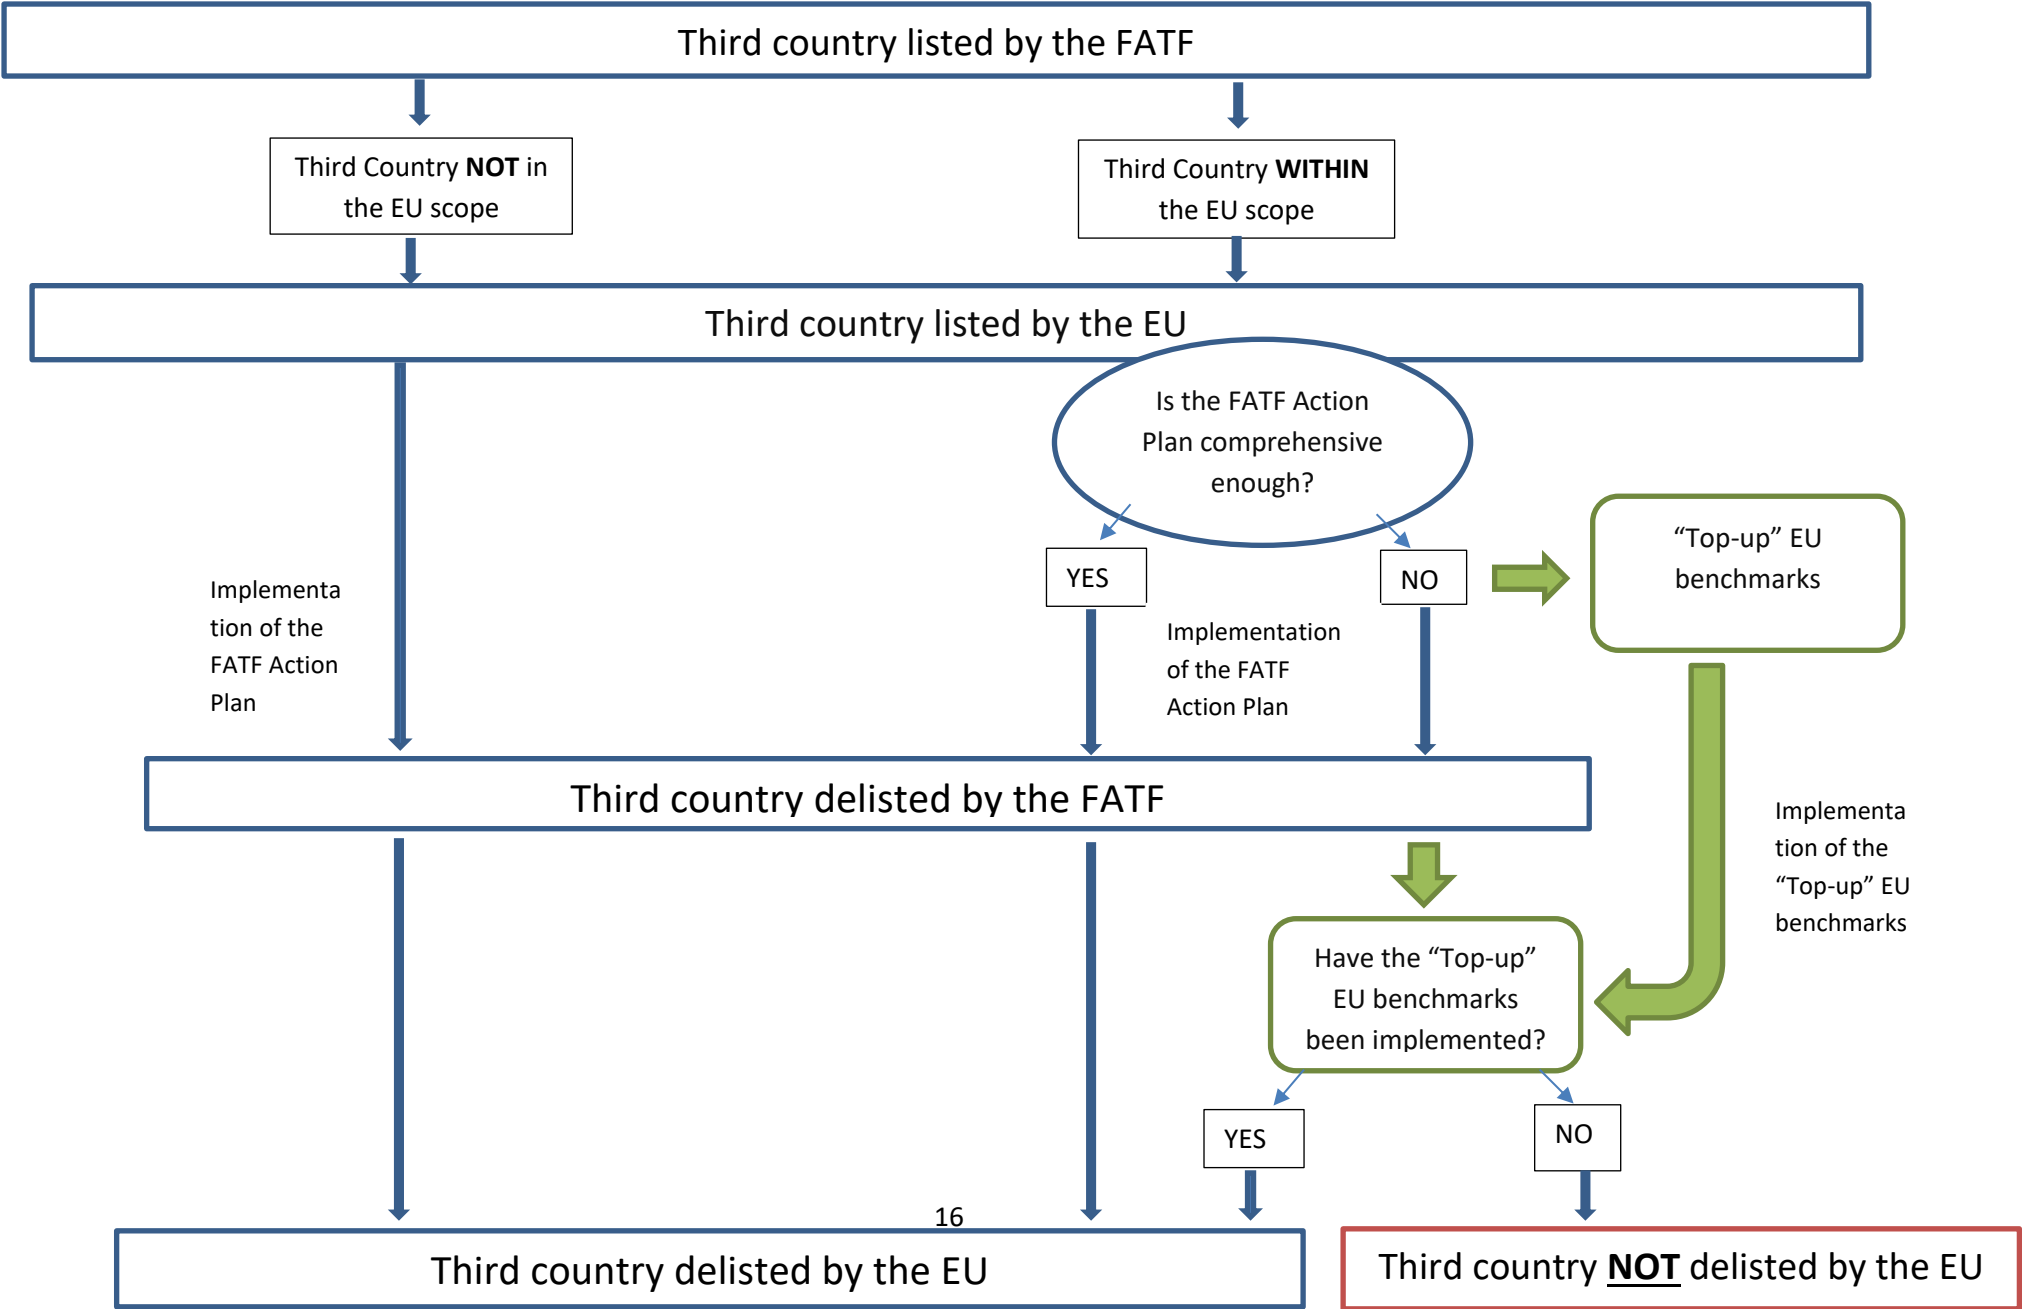 Third country listed by the FATF
Third Country NOT in
the EU scope
Third Country WITHIN
the EU scope
Third country listed by the EU
Is the FATF Action
Plan comprehensive
enough?
YES
NO
“Top-up” EU
benchmarks
Implementa
tion of the
FATF Action
Plan
Implementation
of the FATF
Action Plan
Third country delisted by the FATF
Implementa
tion of the
“Top-up” EU
benchmarks
Have the “Top-up”
EU benchmarks
been implemented?
YES
NO
16
Third country delisted by the EU
Third country NOT delisted by the EU